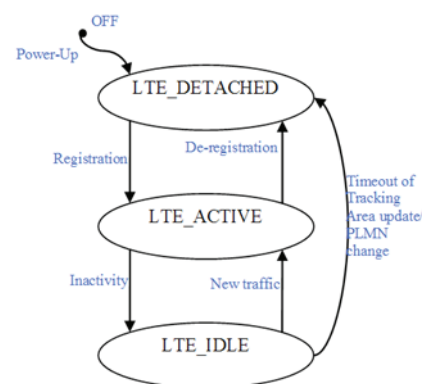 OFF
Power-Up
LTE_DETACHED
Registration
De-registration
Timeout of
Tracking
Area update/
PLMN
change
LTE_ACTIVE
Inactivity
New traffic
LTE_IDLE